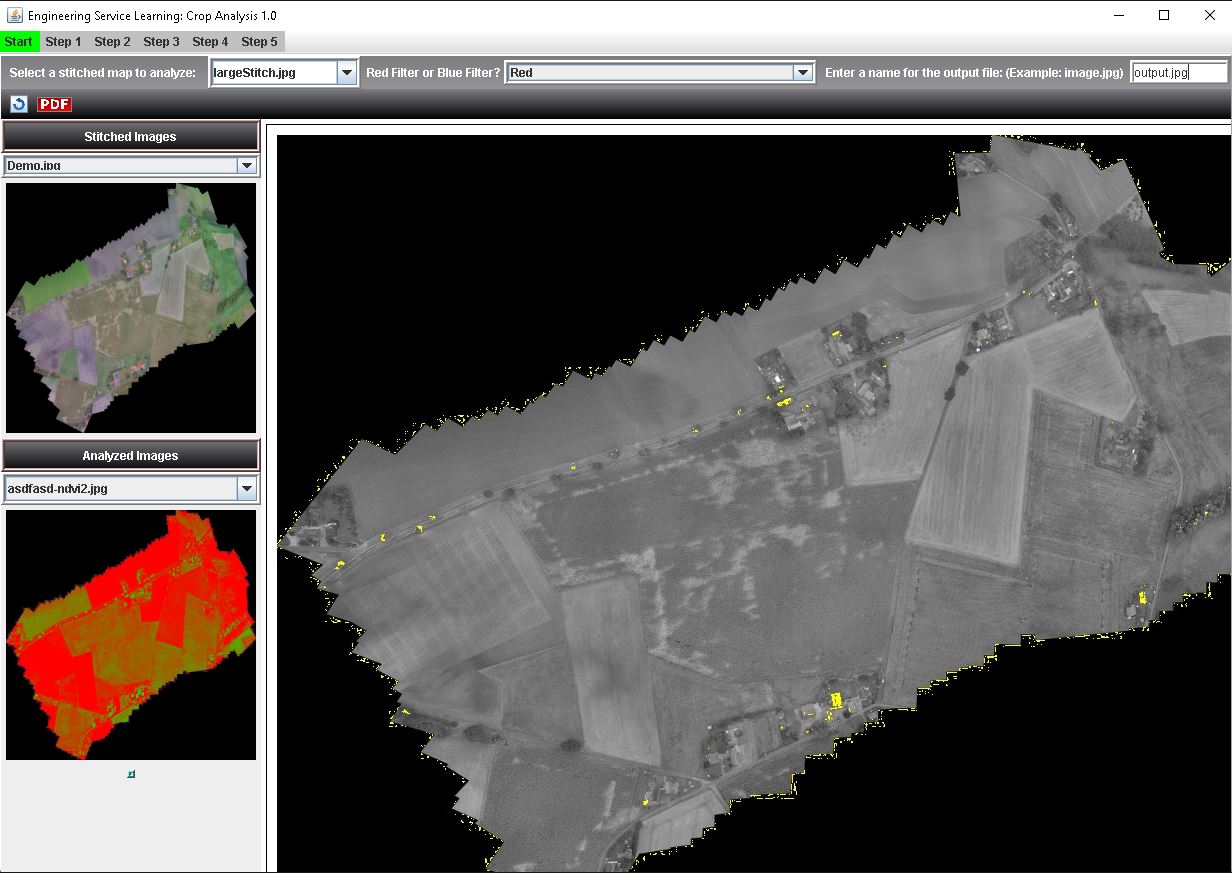 Engineering Service Learning: Crop Analysis 1.0
Start Step 1 Step 2 Step 3 Step 4 Step 5
Select a stitched map to analyze: largeStitch.jpg Red Filter or Blue Filter? Red Enter a name for the output file: (Example: image.jpg) output.jpg
PDF
Stitched Images
Demo.jpg
Analyzed Images
asdfasd-ndvi2.jpg